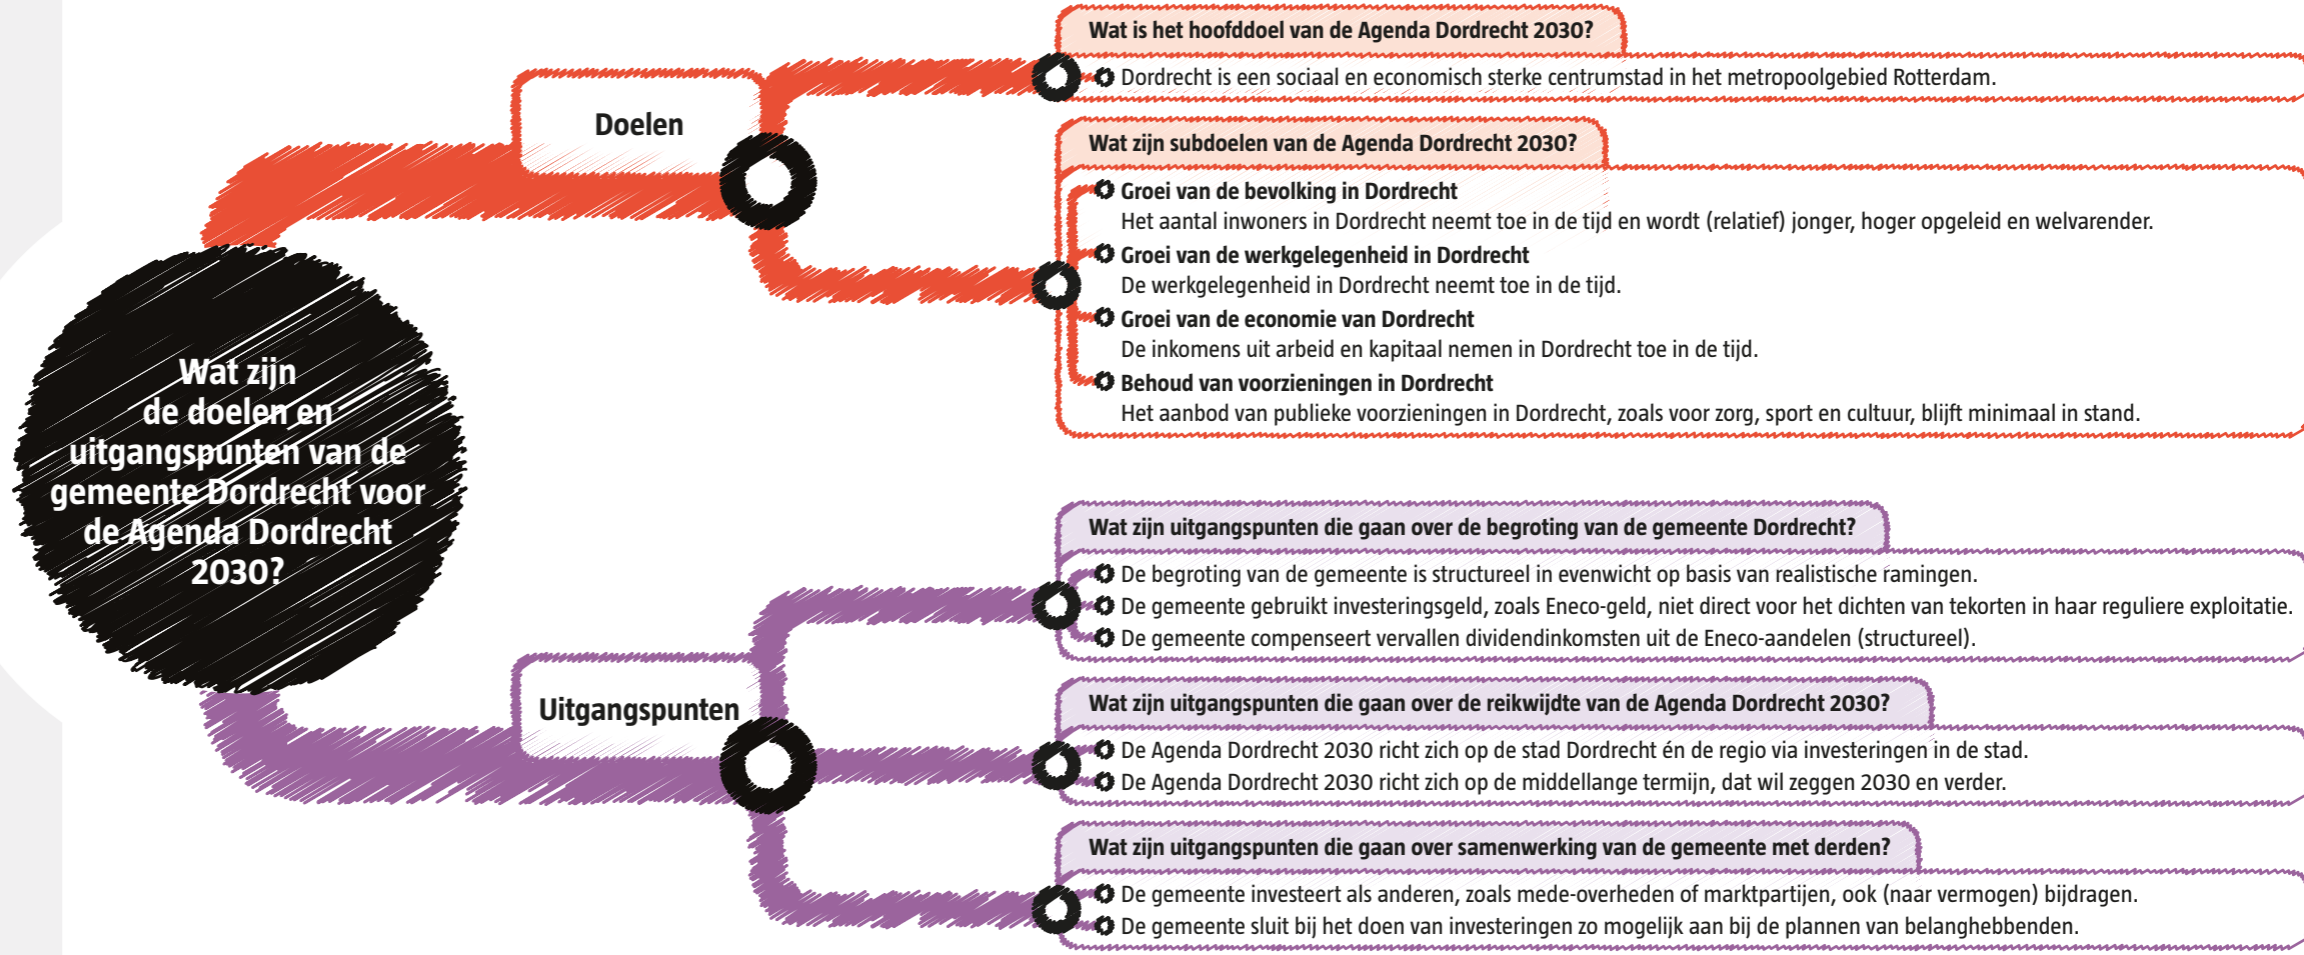 Wat zijn
de doelen en
uitgangspunten van de
gemeente Dordrecht voor
de Agenda Dordrecht
2030?
Doelen
Wat is het hoofddoel van de Agenda Dordrecht 2030?
Dordrecht is een sociaal en economisch sterke centrumstad in het metropoolgebied Rotterdam.
Wat zijn subdoelen van de Agenda Dordrecht 2030?
Groei van de bevolking in Dordrecht
Het aantal inwoners in Dordrecht neemt toe in de tijd en wordt (relatief) jonger, hoger opgeleid en welvarender.
Groei van de werkgelegenheid in Dordrecht
De werkgelegenheid in Dordrecht neemt toe in de tijd.
Groei van de economie van Dordrecht
De inkomens uit arbeid en kapitaal nemen in Dordrecht toe in de tijd.
Behoud van voorzieningen in Dordrecht
Het aanbod van publieke voorzieningen in Dordrecht, zoals voor zorg, sport en cultuur, blijft minimaal in stand.
Uitgangspunten
Wat zijn uitgangspunten die gaan over de begroting van de gemeente Dordrecht?
De begroting van de gemeente is structureel in evenwicht op basis van realistische ramingen.
De gemeente gebruikt investeringsgeld, zoals Eneco-geld, niet direct voor het dichten van tekorten in haar reguliere exploitatie.
De gemeente compenseert vervallen dividendinkomsten uit de Eneco-aandelen (structureel).
Wat zijn uitgangspunten die gaan over de reikwijdte van de Agenda Dordrecht 2030?
De Agenda Dordrecht 2030 richt zich op de stad Dordrecht én de regio via investeringen in de stad.
De Agenda Dordrecht 2030 richt zich op de middellange termijn, dat wil zeggen 2030 en verder.
Wat zijn uitgangspunten die gaan over samenwerking van de gemeente met derden?
De gemeente investeert als anderen, zoals mede-overheden of marktpartijen, ook (naar vermogen) bijdragen.
De gemeente sluit bij het doen van investeringen zo mogelijk aan bij de plannen van belanghebbenden.